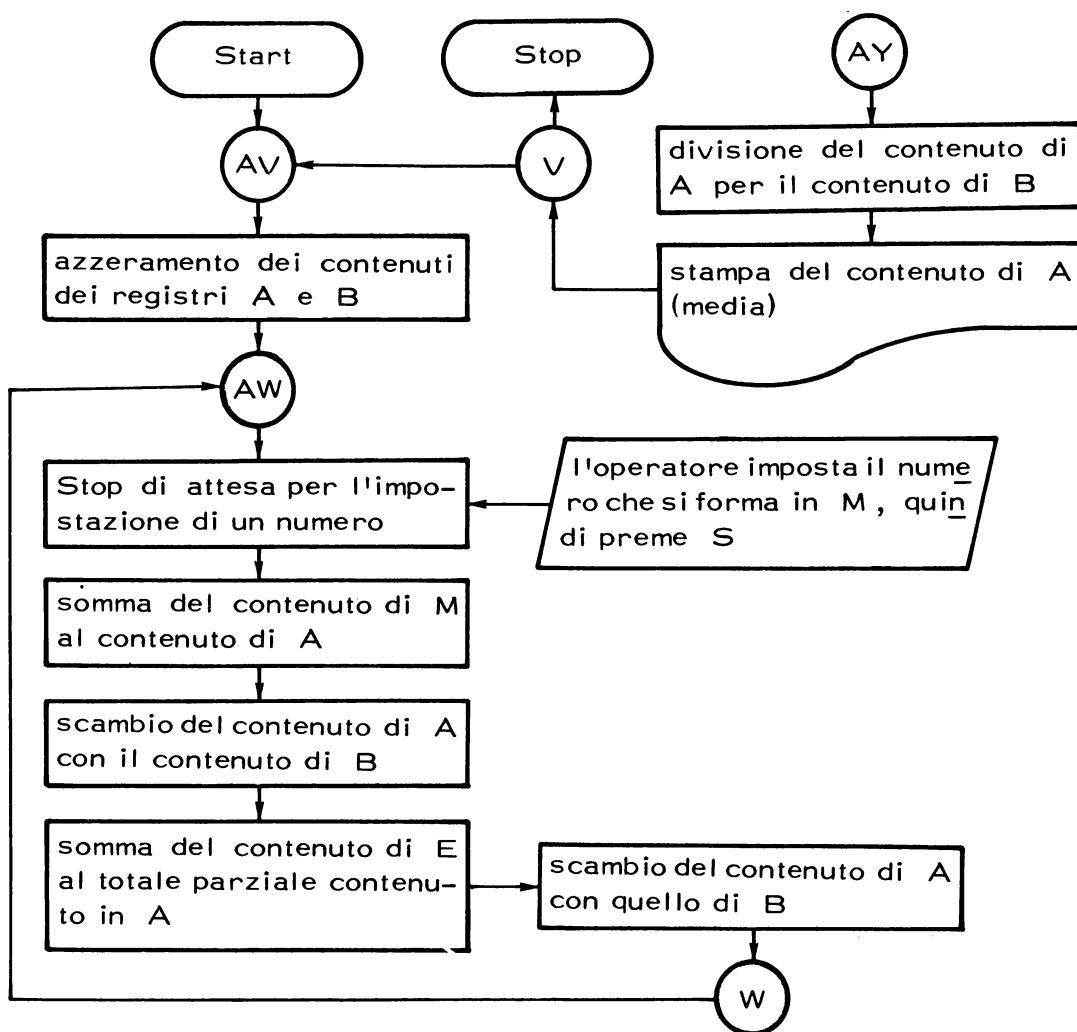 Start
Stop
AY
AV
V
divisione del contenuto di
A per il contenuto di B
azzeramento dei contenuti
dei registri A e B
stampa del contenuto di A
(media)
AW
Stop di attesa per l'impo-
stazione di un numero
l'operatore imposta il nume
ro che si forma in M, quin
di preme S
somma del contenuto di M
al contenuto di A
scambio del contenuto di A
con il contenuto di B
somma del contenuto di E
al totale parziale contenu-
to in A
scambio del contenuto di A
con quello di B
W